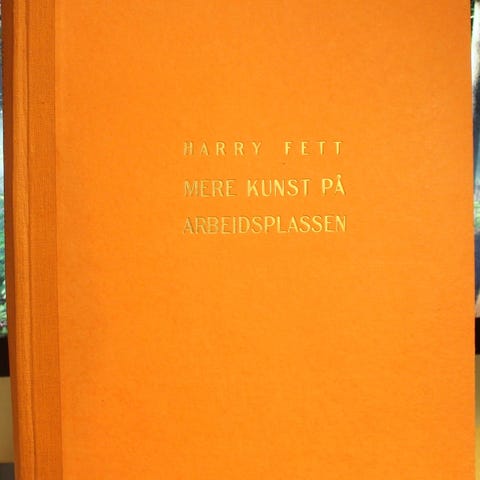 HARRY FETT
MERE KUNST PÅ
ARBEIDSPLASSEN